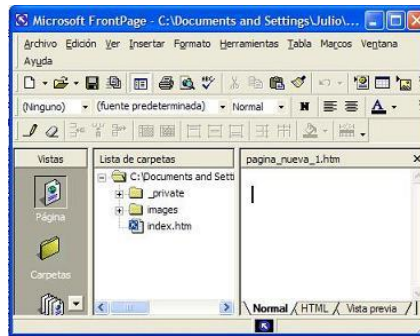 Microsoft FrontPage - C:\Documents and Settings\Julio\...
Archivo Edición Ver Insertar Formato Herramientas Tabla Marcos Ventana
Ayuda
(Ninguno) (fuente predeterminada) Normal N A
Vistas Lista de carpetas pagina_nueva_1.htm
C:\Documents and Setti
_private
images
index.htm
Página
Carpetas
Normal HTML Vista previa